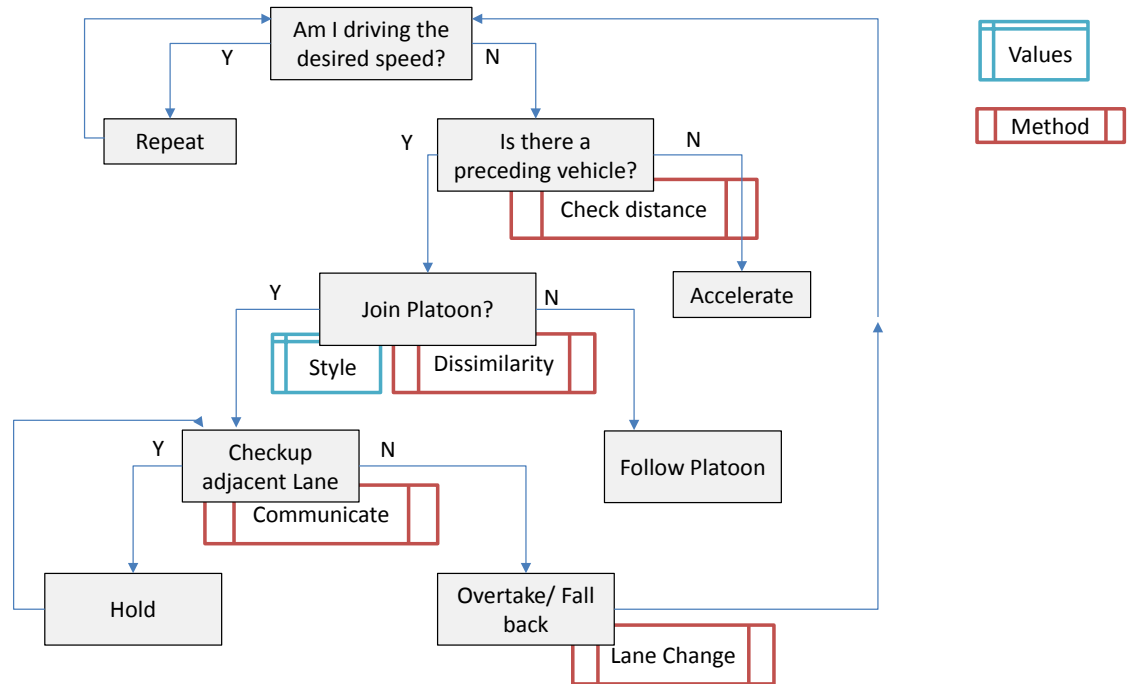 Am I driving the
desired speed?
Y
N
Values
Repeat
Method
Y
Is there a
preceding vehicle?
N
Check distance
Y
Join Platoon?
N
Accelerate
Style
Dissimilarity
Y
Checkup
adjacent Lane
N
Follow Platoon
Communicate
Hold
Overtake/ Fall
back
Lane Change